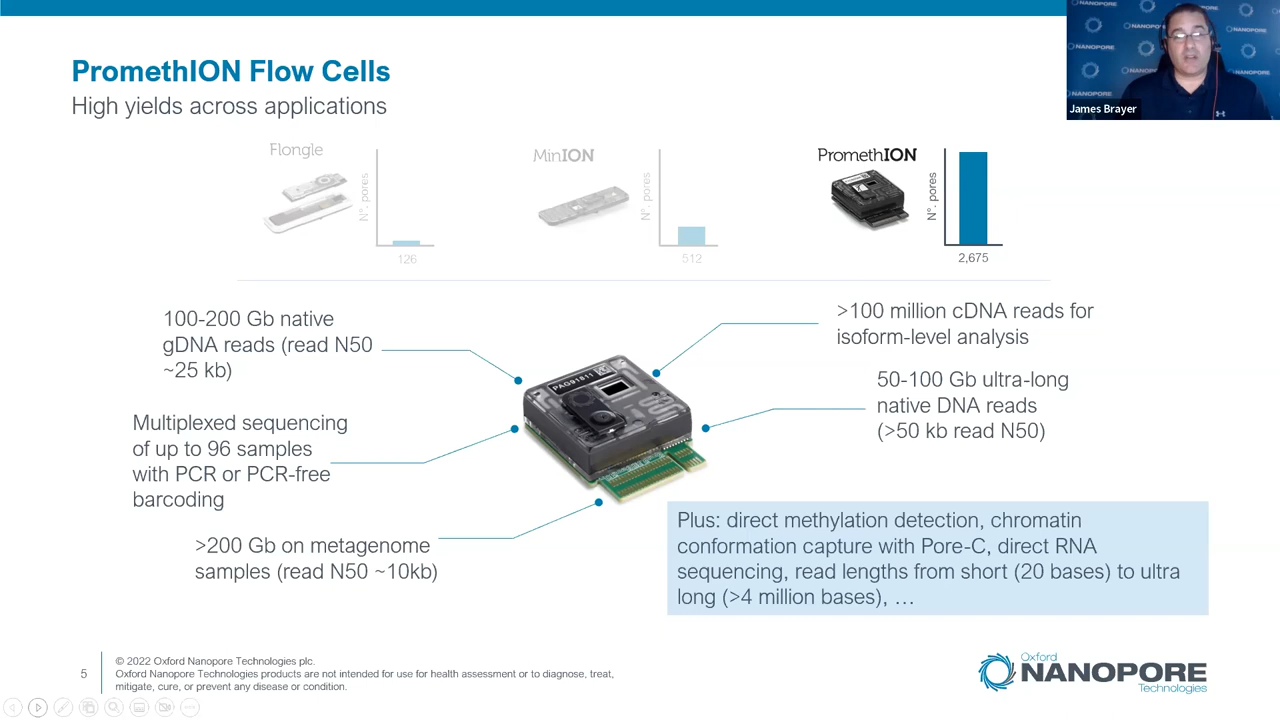 PromethION Flow Cells
High yields across applications
James Brayer
Flongle
N°. pores
126
MinION
N°. pores
512
PromethION
N°. pores
2,675
100-200 Gb native
gDNA reads (read N50
~25 kb)
Multiplexed sequencing
of up to 96 samples
with PCR or PCR-free
barcoding
>200 Gb on metagenome
samples (read N50 ~10kb)
PAG91811
>100 million cDNA reads for
isoform-level analysis
50-100 Gb ultra-long
native DNA reads
(>50 kb read N50)
Plus: direct methylation detection, chromatin
conformation capture with Pore-C, direct RNA
sequencing, read lengths from short (20 bases) to ultra
long (>4 million bases), …
5
© 2022 Oxford Nanopore Technologies plc.
Oxford Nanopore Technologies products are not intended for use for health assessment or to diagnose, treat,
mitigate, cure, or prevent any disease or condition.
Oxford
NANOPORE
Technologies